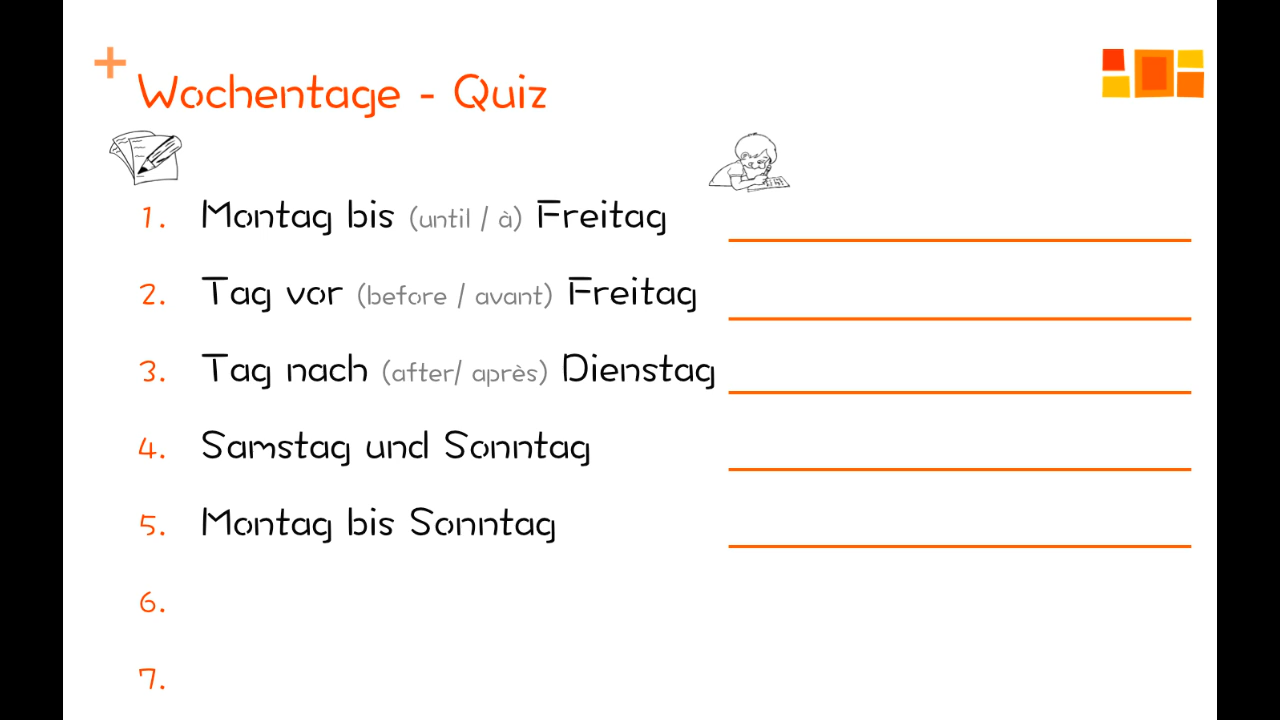 +
Wochentage - Quiz
1. Montag bis (until / à) Freitag
2. Tag vor (before / avant) Freitag
3. Tag nach (after/ après) Dienstag
4. Samstag und Sonntag
5. Montag bis Sonntag
6.
7.